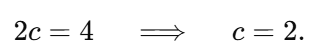 2c = 4 ⟹ c = 2.